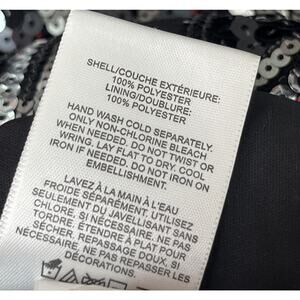 SHELL/COUCHE EXTÉRIEURE:
100% POLYESTER
LINING/DOUBLURE:
100% POLYESTER
HAND WASH COLD SEPARATELY.
ONLY NON-CHLORINE BLEACH
WHEN NEEDED. DO NOT TWIST OR
WRING. LAY FLAT TO DRY. COOL
IRON IF NEEDED. DO NOT IRON ON
EMBELLISHMENT.
LAVEZ À LA MAIN À L'EAU
FROIDE SÉPARÉMENT. UTILISER
SEULEMENT DU JAVELLISANT SANS
CHLORE, SI NÉCESSAIRE. NE PAS
TORDRE. ÉTENDRE À PLAT POUR
SÉCHER. REPASSAGE DOUX, SI
NÉCESSAIRE. NE PAS REPASSER LES
DÉCORATIONS.